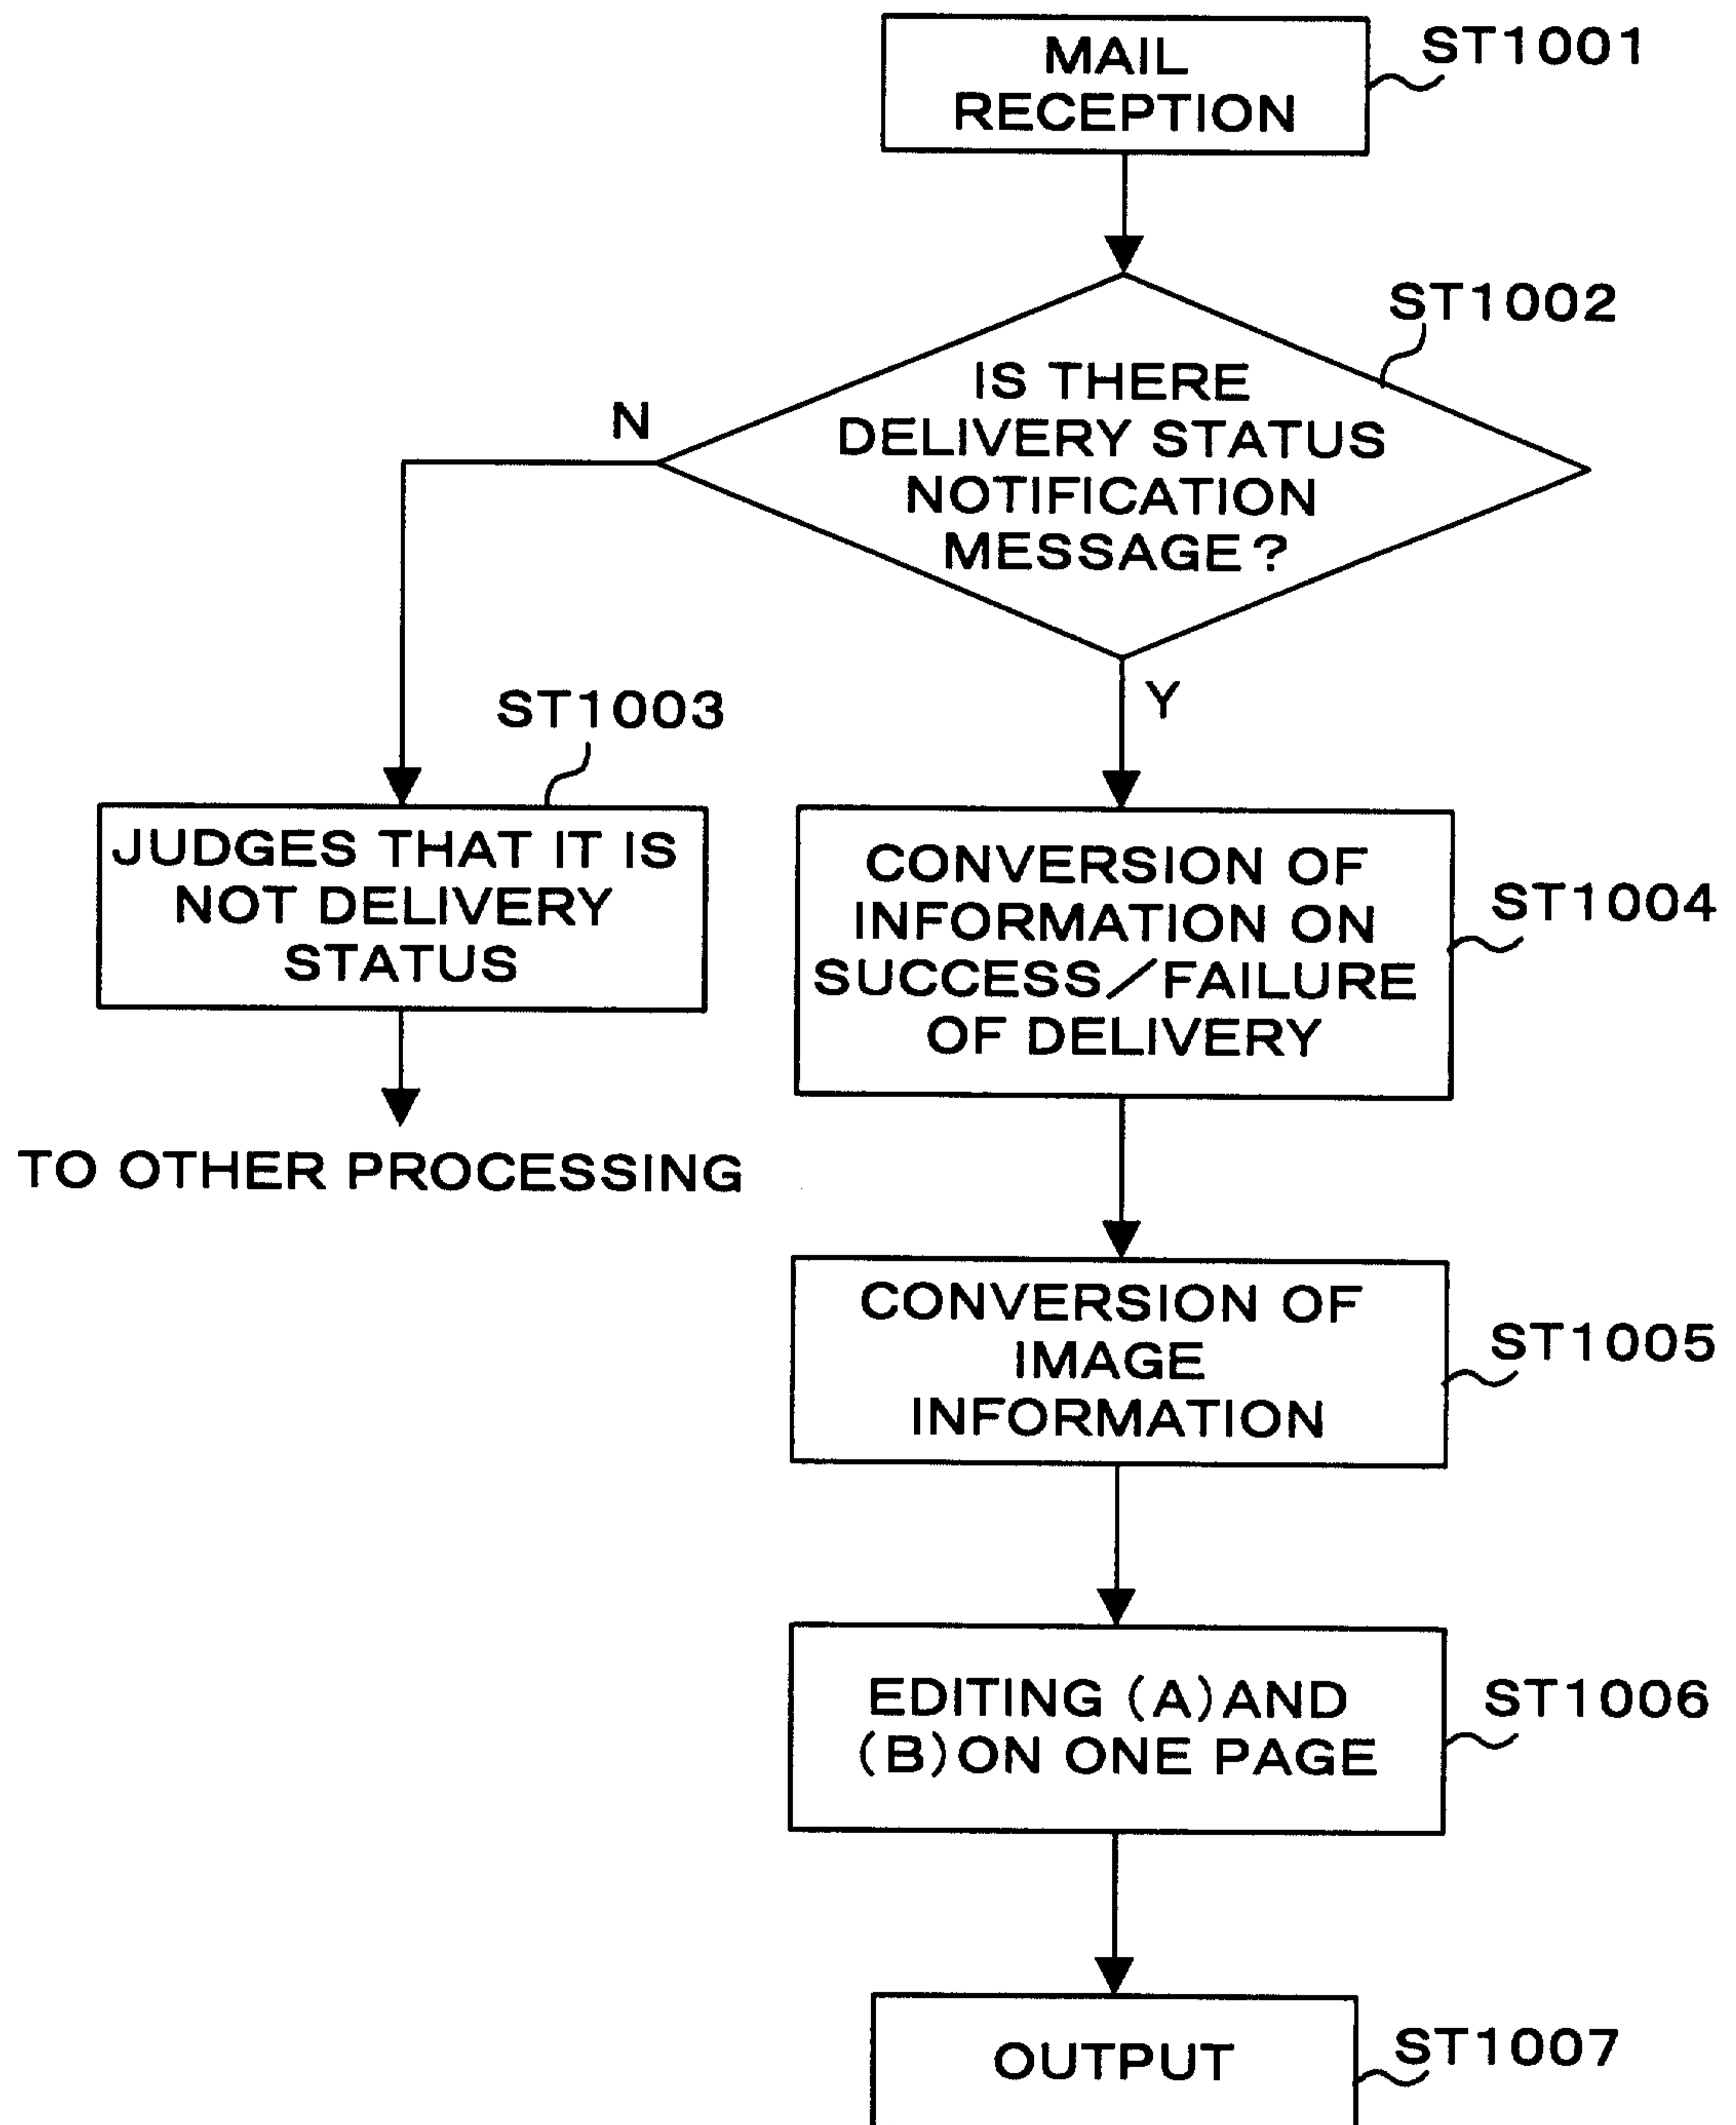 MAIL
RECEPTION
ST1001
ST1002
IS THERE
DELIVERY STATUS
NOTIFICATION
MESSAGE?
N
Y
ST1003
JUDGES THAT IT IS
NOT DELIVERY
STATUS
TO OTHER PROCESSING
CONVERSION OF
INFORMATION ON
SUCCESS/FAILURE
OF DELIVERY
ST1004
CONVERSION OF
IMAGE
INFORMATION
ST1005
EDITING (A) AND
(B) ON ONE PAGE
ST1006
OUTPUT
ST1007